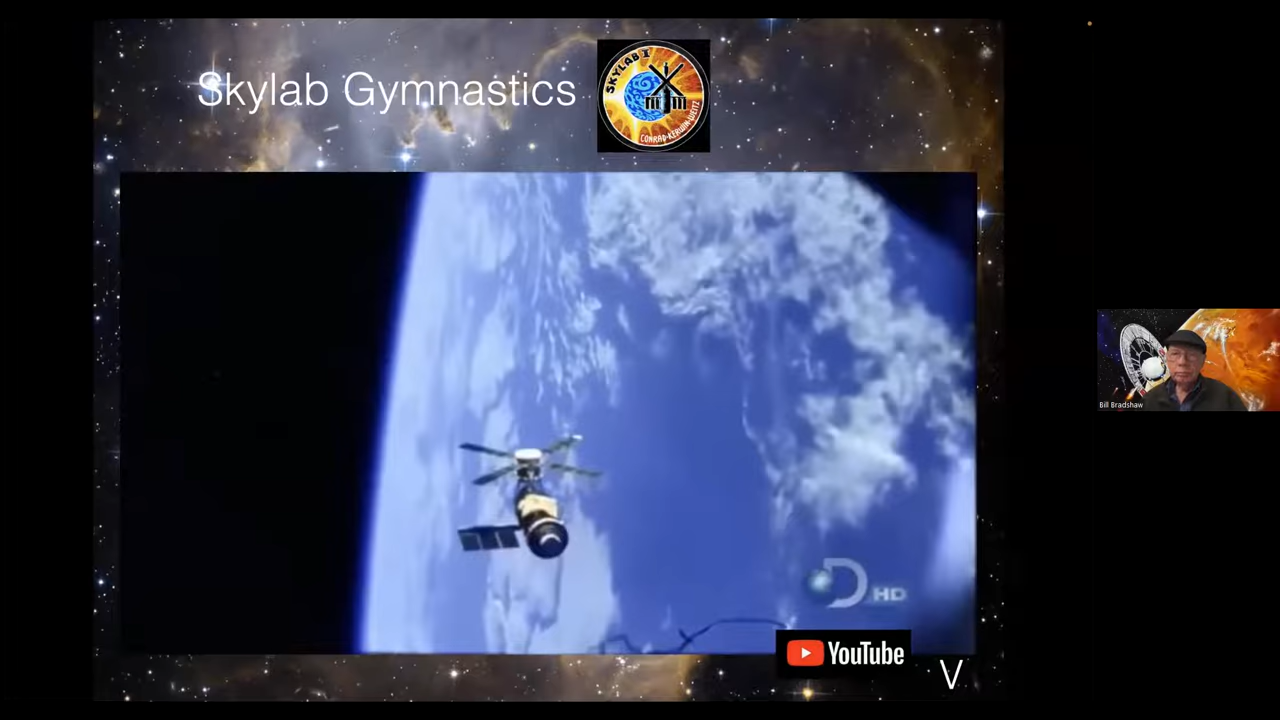 Skylab Gymnastics
SKYLAB I
CONRAD·KERWIN·WEITZ
D HD
YouTube
V
Bill Bradshaw